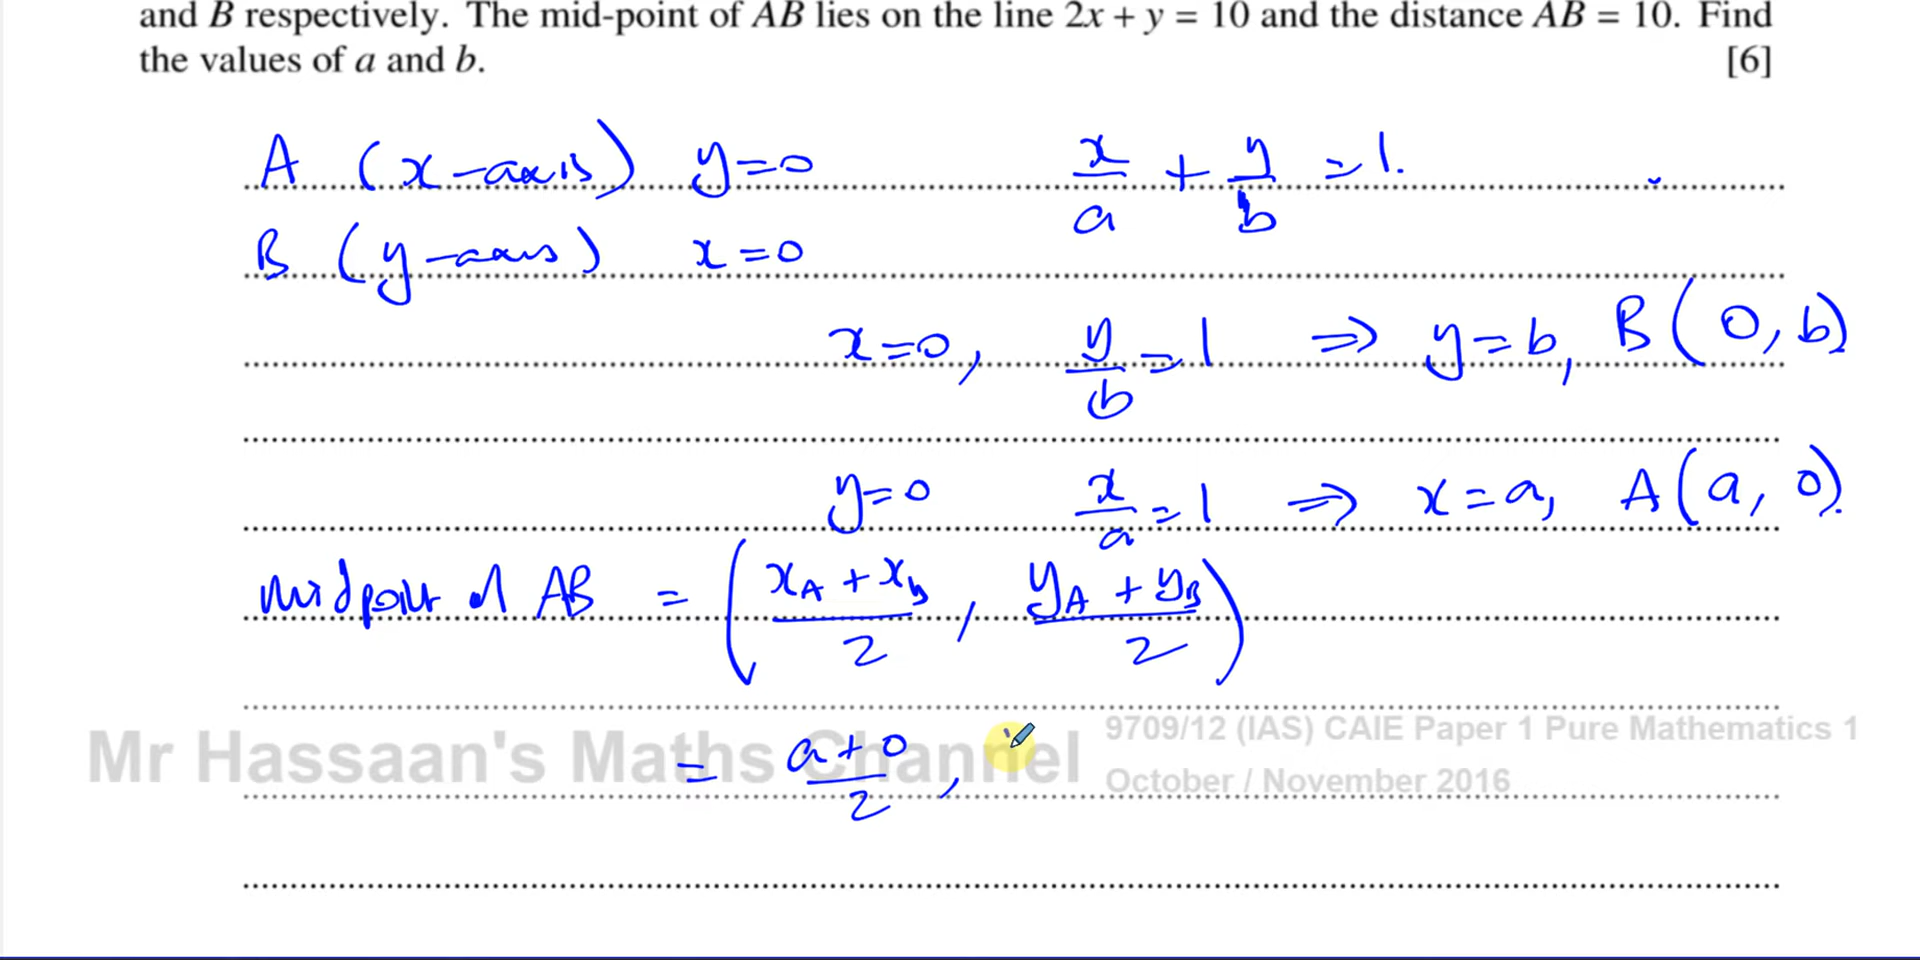 and B respectively. The mid-point of AB lies on the line 2x + y = 10 and the distance AB = 10. Find
the values of a and b. [6]
A (x-axis) y=0 x/a + y/b = 1.
B (y-axis) x=0
x=0, y/b = 1 ⇒ y=b, B(0,b)
y=0 x/a = 1 ⇒ x=a, A(a, 0).
Midpoint of AB = ( (x_A + x_b)/2 , (y_A + y_B)/2 )
= (a+0)/2 ,
Mr Hassaan's Maths Channel
9709/12 (IAS) CAIE Paper 1 Pure Mathematics 1
October / November 2016